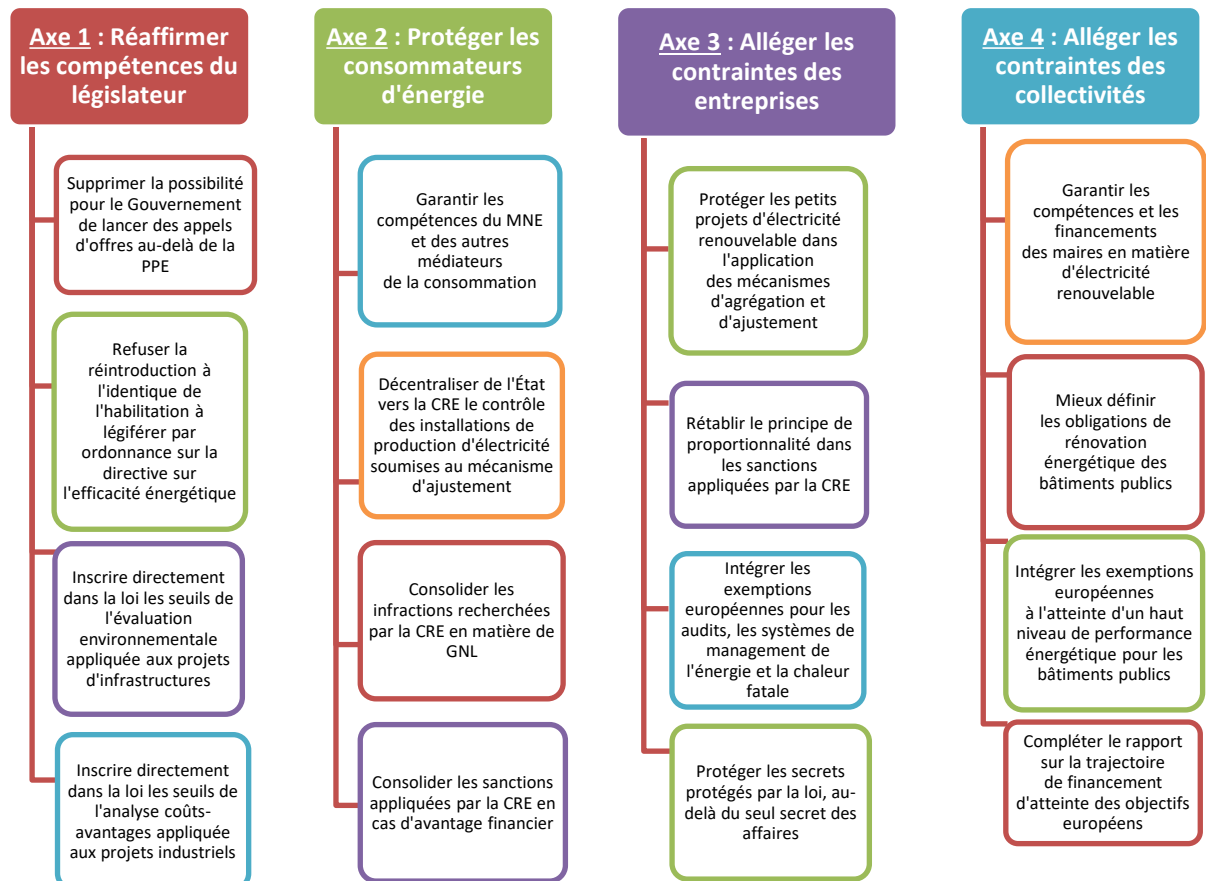 Axe 1 : Réaffirmer
les compétences du
législateur
Supprimer la possibilité
pour le Gouvernement
de lancer des appels
d'offres au-delà de la
PPE
Refuser la
réintroduction à
l'identique de
l'habilitation à
légiférer par
ordonnance sur la
directive sur
l'efficacité énergétique
Inscrire directement
dans la loi les seuils de
l'évaluation
environnementale
appliquée aux projets
d'infrastructures
Inscrire directement
dans la loi les seuils de
l'analyse coûts-
avantages appliquée
aux projets industriels
Axe 2 : Protéger les
consommateurs
d'énergie
Garantir les
compétences du MNE
et des autres
médiateurs
de la consommation
Décentraliser de l'État
vers la CRE le contrôle
des installations de
production d'électricité
soumises au mécanisme
d'ajustement
Consolider les
infractions recherchées
par la CRE en matière de
GNL
Consolider les sanctions
appliquées par la CRE en
cas d'avantage financier
Axe 3 : Alléger les
contraintes des
entreprises
Protéger les petits
projets d'électricité
renouvelable dans
l'application
des mécanismes
d'agrégation et
d'ajustement
Rétablir le principe de
proportionnalité dans
les sanctions
appliquées par la CRE
Intégrer les
exemptions
européennes pour les
audits, les systèmes de
management de
l'énergie et la chaleur
fatale
Protéger les secrets
protégés par la loi, au-
delà du seul secret des
affaires
Axe 4 : Alléger les
contraintes des
collectivités
Garantir les
compétences et les
financements
des maires en matière
d'électricité
renouvelable
Mieux définir
les obligations de
rénovation
énergétique des
bâtiments publics
Intégrer les exemptions
européennes
à l'atteinte d'un haut
niveau de performance
énergétique pour les
bâtiments publics
Compléter le rapport
sur la trajectoire
de financement
d'atteinte des objectifs
européens